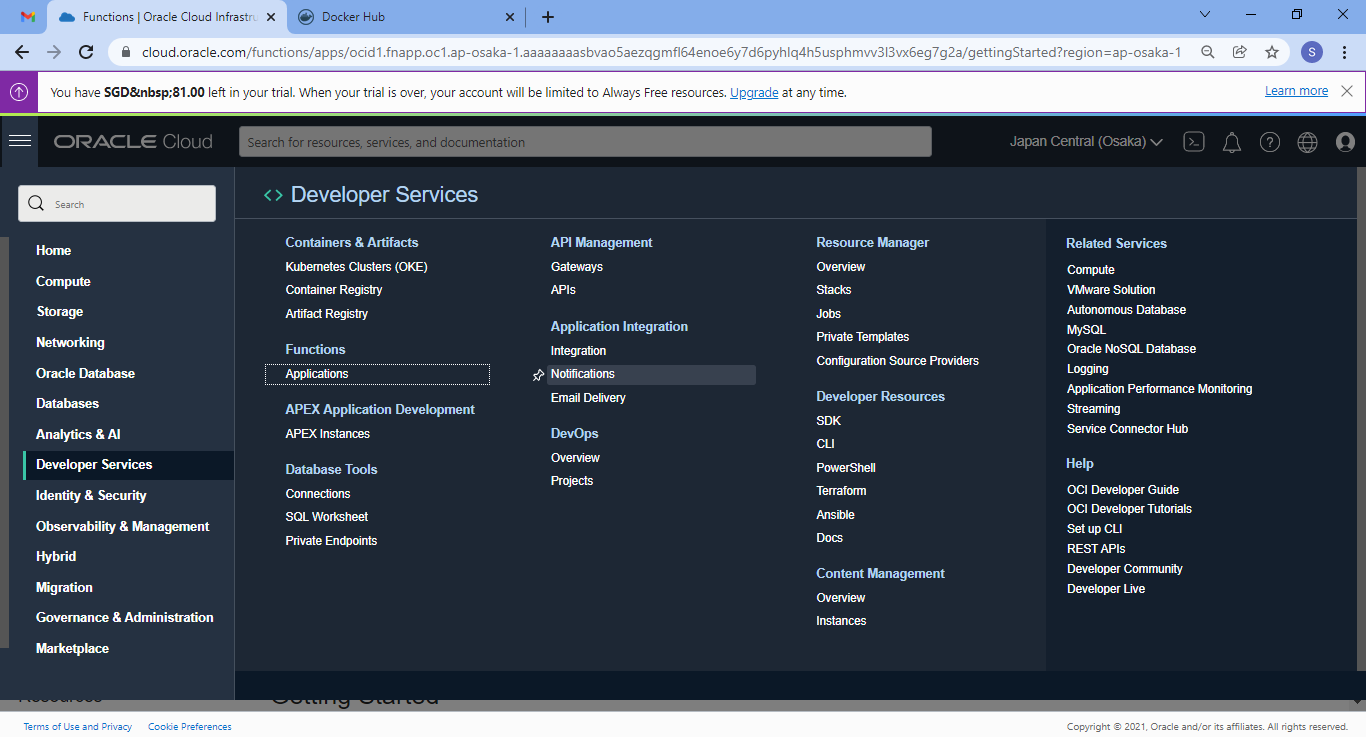 Functions | Oracle Cloud Infrastru
Docker Hub
cloud.oracle.com/functions/apps/ocid1.fnapp.oc1.ap-osaka-1.aaaaaaaasbvao5aezqgmfl64enoe6y7d6pyhlq4h5usphmvv3l3vx6eg7g2a/gettingStarted?region=ap-osaka-1
S
You have SGD&nbsp;81.00 left in your trial. When your trial is over, your account will be limited to Always Free resources. Upgrade at any time.
Learn more
ORACLE Cloud
Search for resources, services, and documentation
Japan Central (Osaka)
Search
Home
Compute
Storage
Networking
Oracle Database
Databases
Analytics & AI
Developer Services
Identity & Security
Observability & Management
Hybrid
Migration
Governance & Administration
Marketplace
Developer Services
Containers & Artifacts
Kubernetes Clusters (OKE)
Container Registry
Artifact Registry
Functions
Applications
APEX Application Development
APEX Instances
Database Tools
Connections
SQL Worksheet
Private Endpoints
API Management
Gateways
APIs
Application Integration
Integration
Notifications
Email Delivery
DevOps
Overview
Projects
Resource Manager
Overview
Stacks
Jobs
Private Templates
Configuration Source Providers
Developer Resources
SDK
CLI
PowerShell
Terraform
Ansible
Docs
Content Management
Overview
Instances
Related Services
Compute
VMware Solution
Autonomous Database
MySQL
Oracle NoSQL Database
Logging
Application Performance Monitoring
Streaming
Service Connector Hub
Help
OCI Developer Guide
OCI Developer Tutorials
Set up CLI
REST APIs
Developer Community
Developer Live
Resources
Getting Started
Terms of Use and Privacy
Cookie Preferences
Copyright © 2021, Oracle and/or its affiliates. All rights reserved.